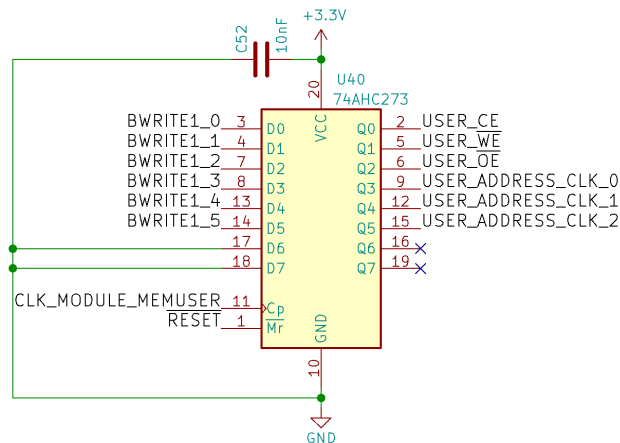 +3.3V
C52
10nF
U40
74AHC273
20
VCC
BWRITE1_0 3 D0 Q0 2 USER_CE
BWRITE1_1 4 D1 Q1 5 USER_WE
BWRITE1_2 7 D2 Q2 6 USER_OE
BWRITE1_3 8 D3 Q3 9 USER_ADDRESS_CLK_0
BWRITE1_4 13 D4 Q4 12 USER_ADDRESS_CLK_1
BWRITE1_5 14 D5 Q5 15 USER_ADDRESS_CLK_2
17 D6 Q6 16
18 D7 Q7 19
CLK_MODULE_MEMUSER 11 Cp
RESET 1 Mr
GND
10
GND